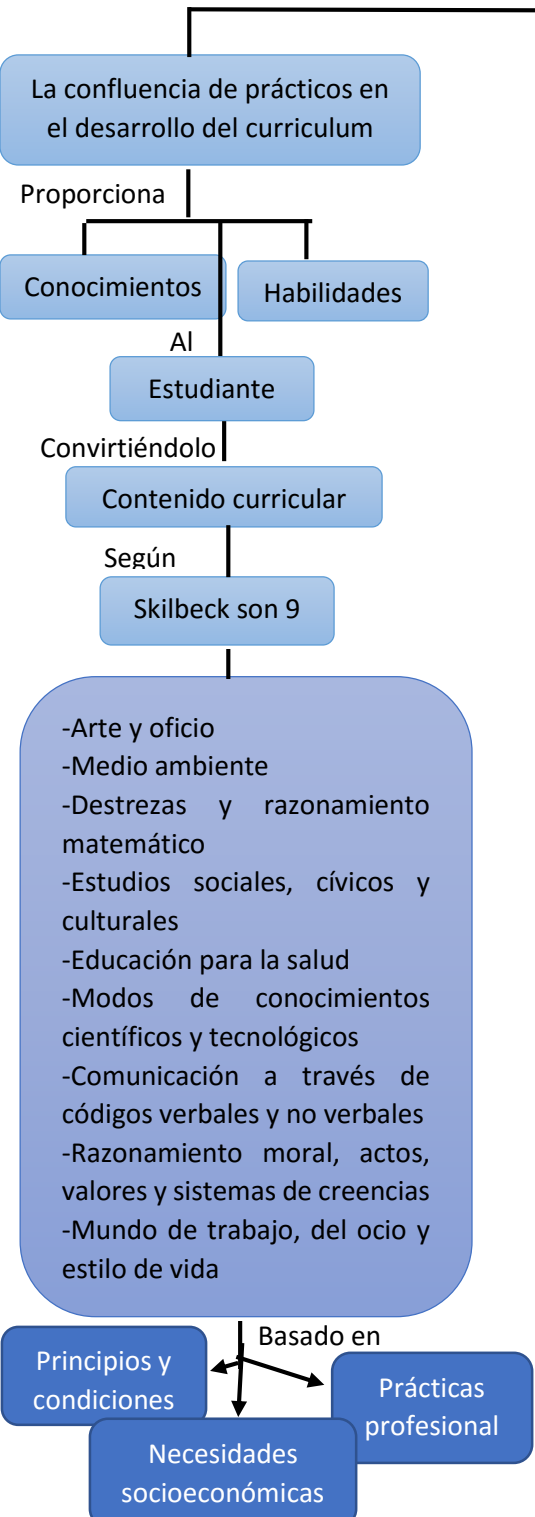 La confluencia de prácticos en
el desarrollo del curriculum
Proporciona
Conocimientos
Habilidades
Al
Estudiante
Convirtiéndolo
Contenido curricular
Según
Skilbeck son 9
-Arte y oficio
-Medio ambiente
-Destrezas y razonamiento
matemático
-Estudios sociales, cívicos y
culturales
-Educación para la salud
-Modos de conocimientos
científicos y tecnológicos
-Comunicación a través de
códigos verbales y no verbales
-Razonamiento moral, actos,
valores y sistemas de creencias
-Mundo de trabajo, del ocio y
estilo de vida
Basado en
Principios y
condiciones
Prácticas
profesional
Necesidades
socioeconómicas